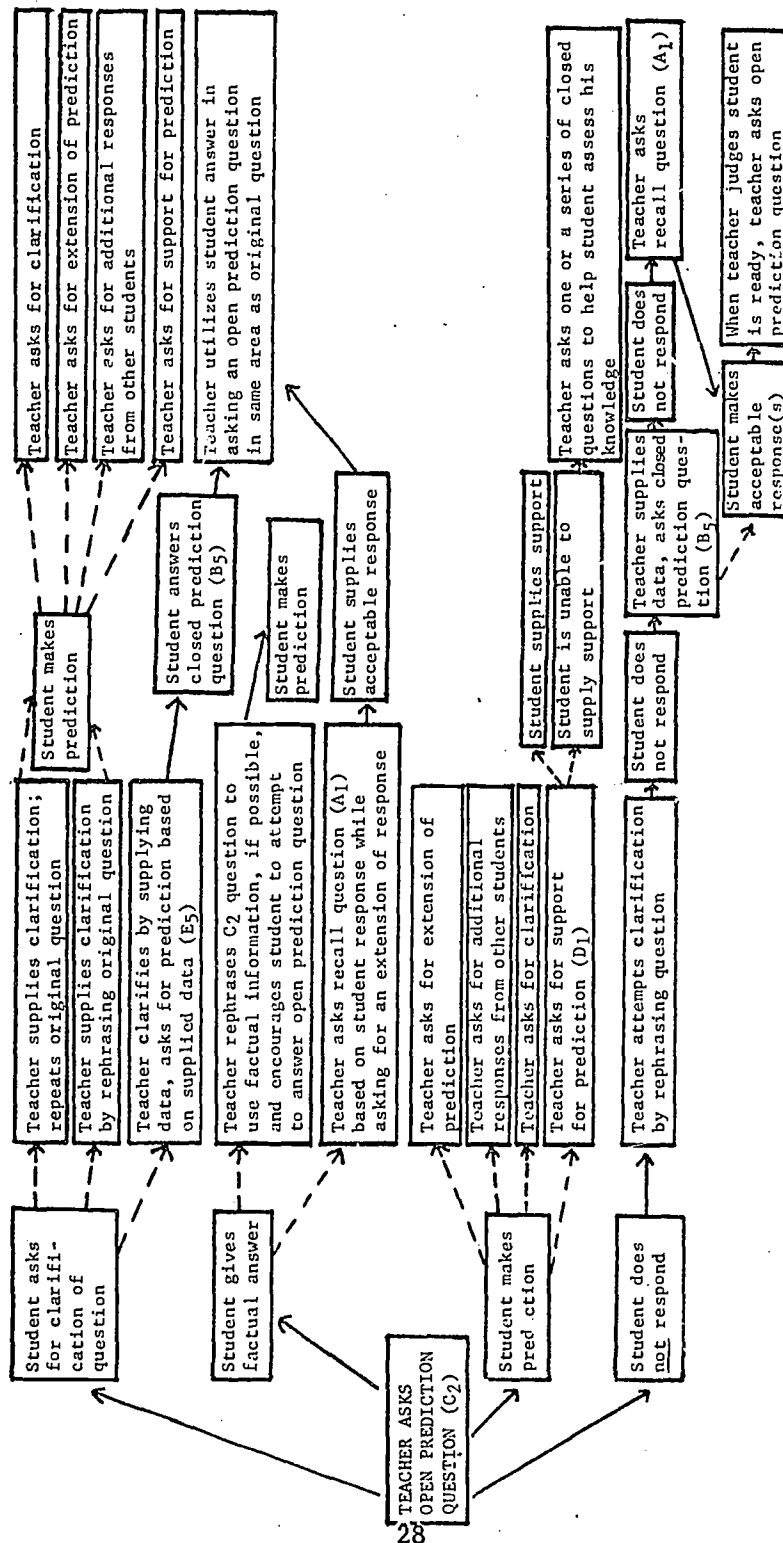 TEACHER ASKS
OPEN PREDICTION
QUESTION (C2)
Student asks
for clarifi-
cation of
question
Teacher supplies clarification;
repeats original question
Teacher supplies clarification
by rephrasing original question
Teacher clarifies by supplying
data, asks for prediction based
on supplied data (E5)
Student makes
prediction
Student answers
closed prediction
question (B5)
Teacher asks for clarification
Teacher asks for extension of prediction
Teacher asks for additional responses
from other students
Teacher asks for support for prediction
Teacher utilizes student answer in
asking an open prediction question
in same area as original question
Student gives
factual answer
Teacher rephrases C2 question to
use factual information, if possible,
and encourages student to attempt
to answer open prediction question
Teacher asks recall question (A1)
based on student response while
asking for an extension of response
Student makes
prediction
Student supplies
acceptable response
Student makes
pred ction
Teacher asks for extension of
prediction
Teacher asks for additional
responses from other students
Teacher asks for clarification
Teacher asks for support
for prediction (D1)
Student supplies support
Student is unable to
supply support
Teacher asks one or a series of closed
questions to help student assess his
knowledge
Student does
not respond
Teacher attempts clarification
by rephrasing question
Student does
not respond
Teacher supplies
data, asks closed
prediction ques-
tion (B5)
Student does
not respond
Teacher asks
recall question (A1)
Student makes
acceptable
response(s)
When teacher judges student
is ready, teacher asks open
prediction question
28